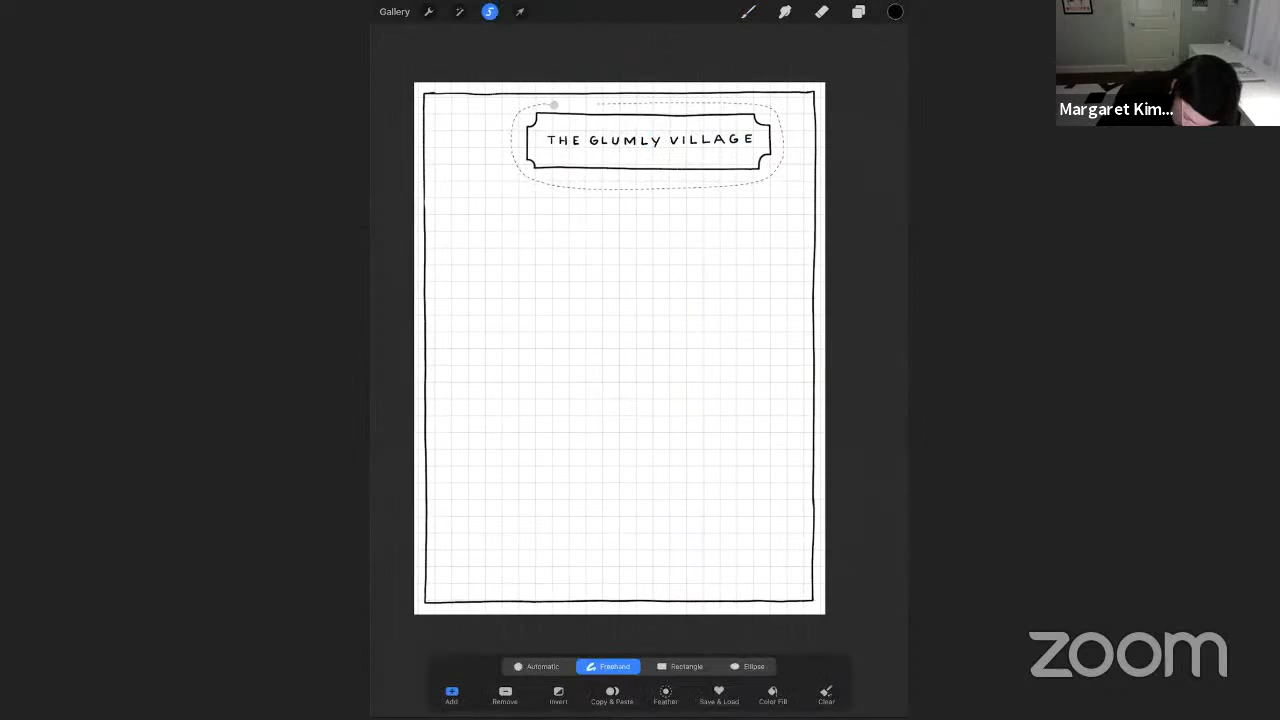 Gallery
Margaret Kim...
THE GLUMLY VILLAGE
Automatic Freehand Rectangle Ellipse
Add Remove Invert Copy & Paste Feather Save & Load Color Fill Clear
zoom